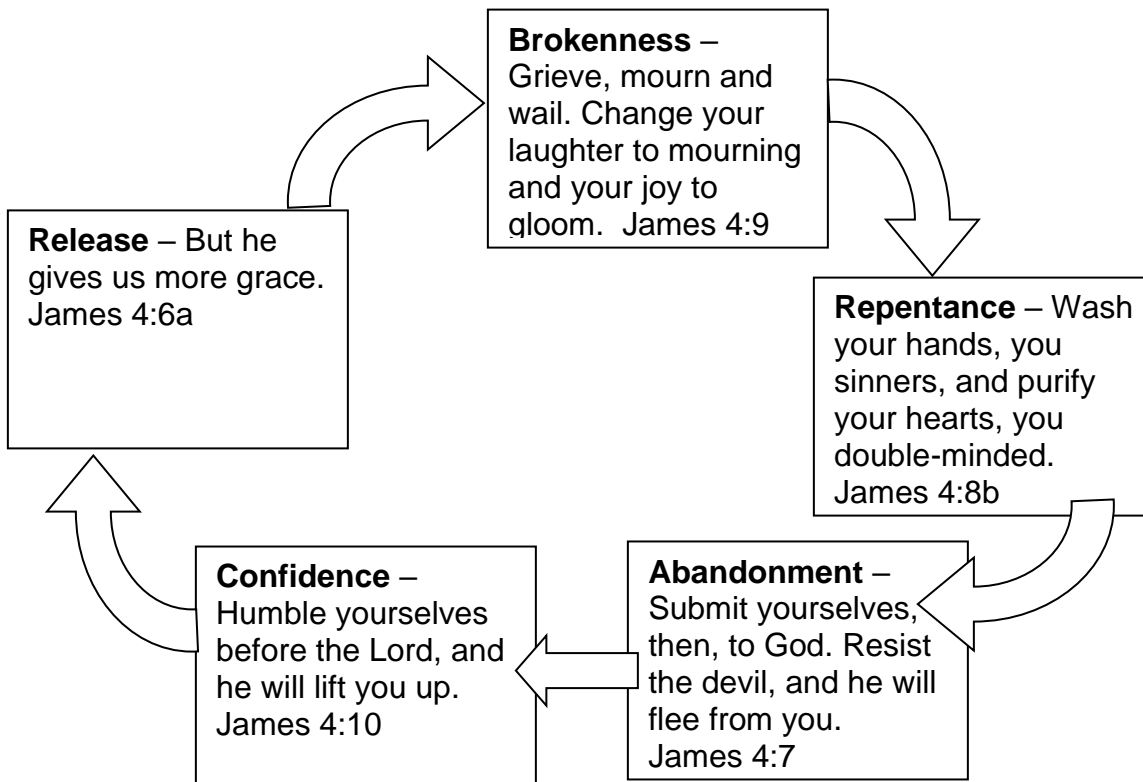 Brokenness –
Grieve, mourn and
wail. Change your
laughter to mourning
and your joy to
gloom.  James 4:9
Release – But he
gives us more grace.
James 4:6a
Repentance – Wash
your hands, you
sinners, and purify
your hearts, you
double-minded.
James 4:8b
Confidence –
Humble yourselves
before the Lord, and
he will lift you up.
James 4:10
Abandonment –
Submit yourselves,
then, to God. Resist
the devil, and he will
flee from you.
James 4:7